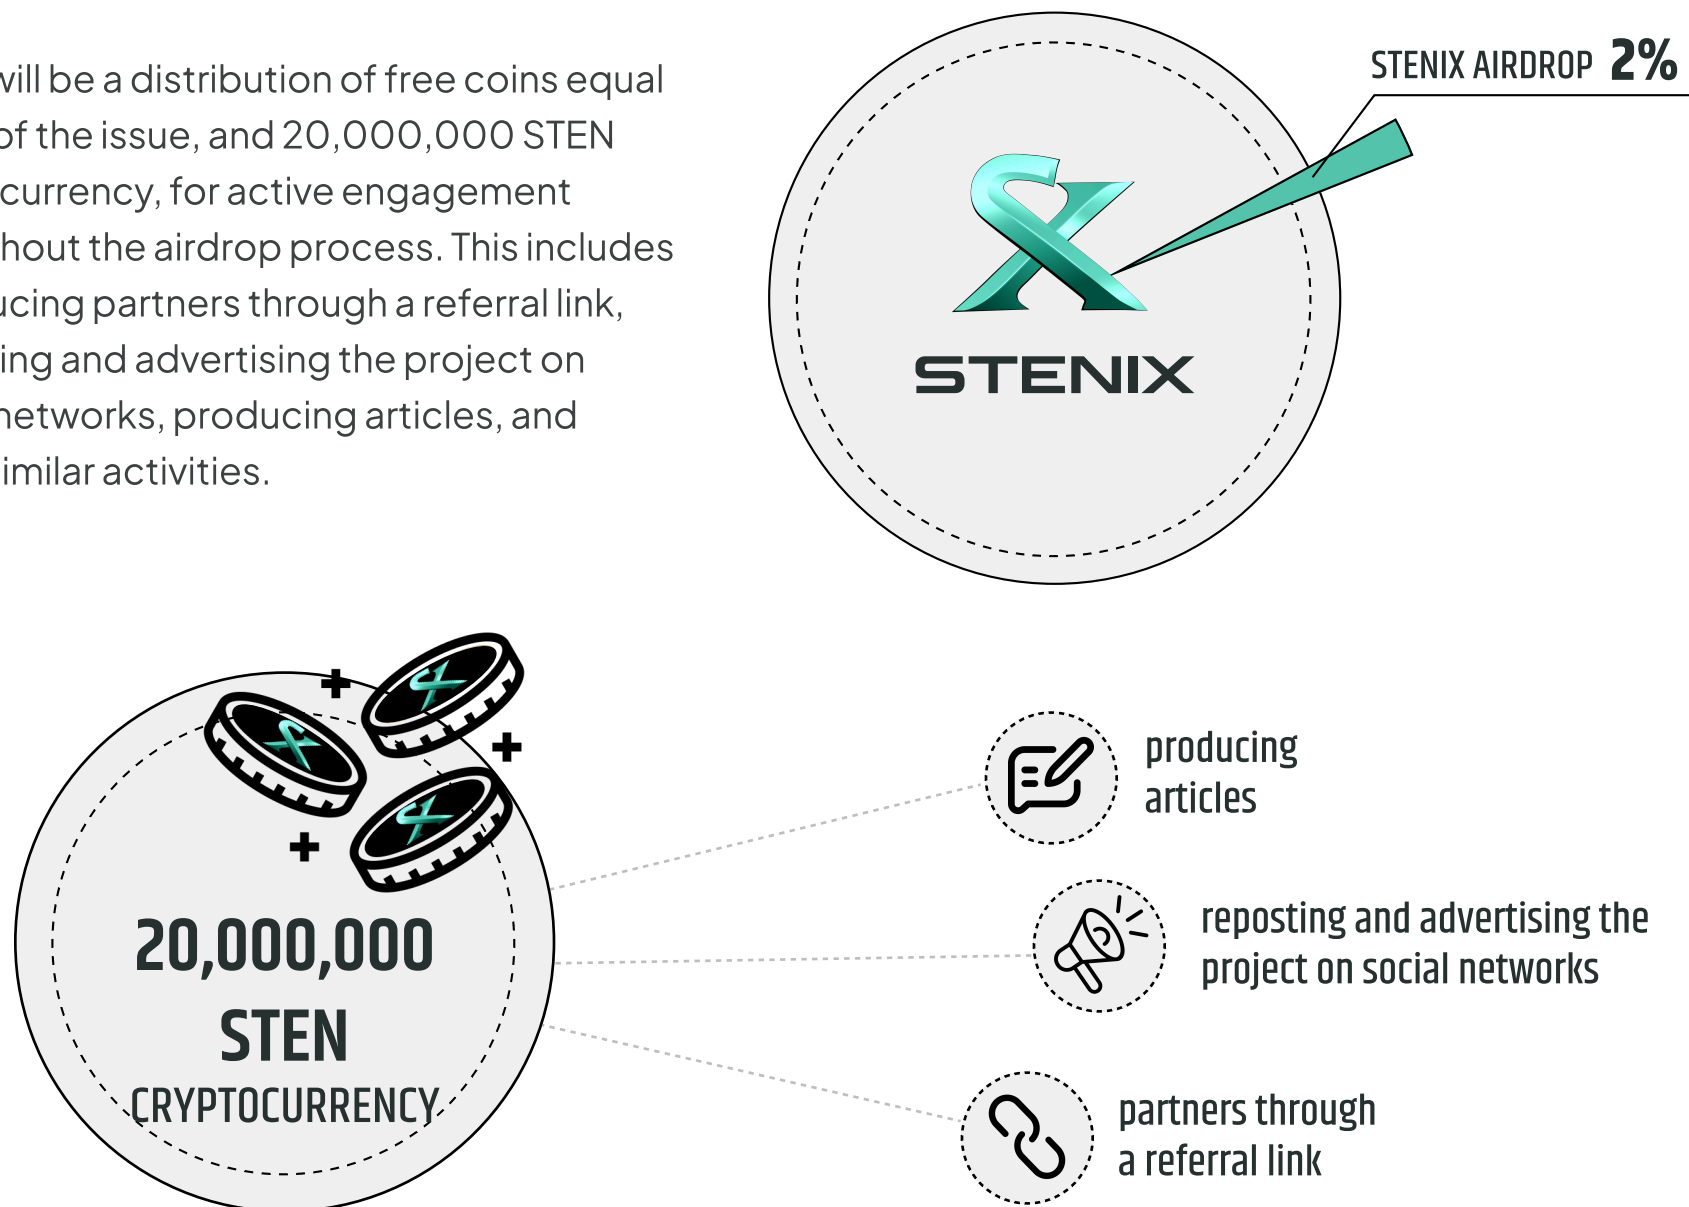 will be a distribution of free coins equal
of the issue, and 20,000,000 STEN
currency, for active engagement
hout the airdrop process. This includes
ucing partners through a referral link,
ing and advertising the project on
networks, producing articles, and
imilar activities.
STENIX AIRDROP 2%
STENIX
20,000,000
STEN
CRYPTOCURRENCY
producing
articles
reposting and advertising the
project on social networks
partners through
a referral link